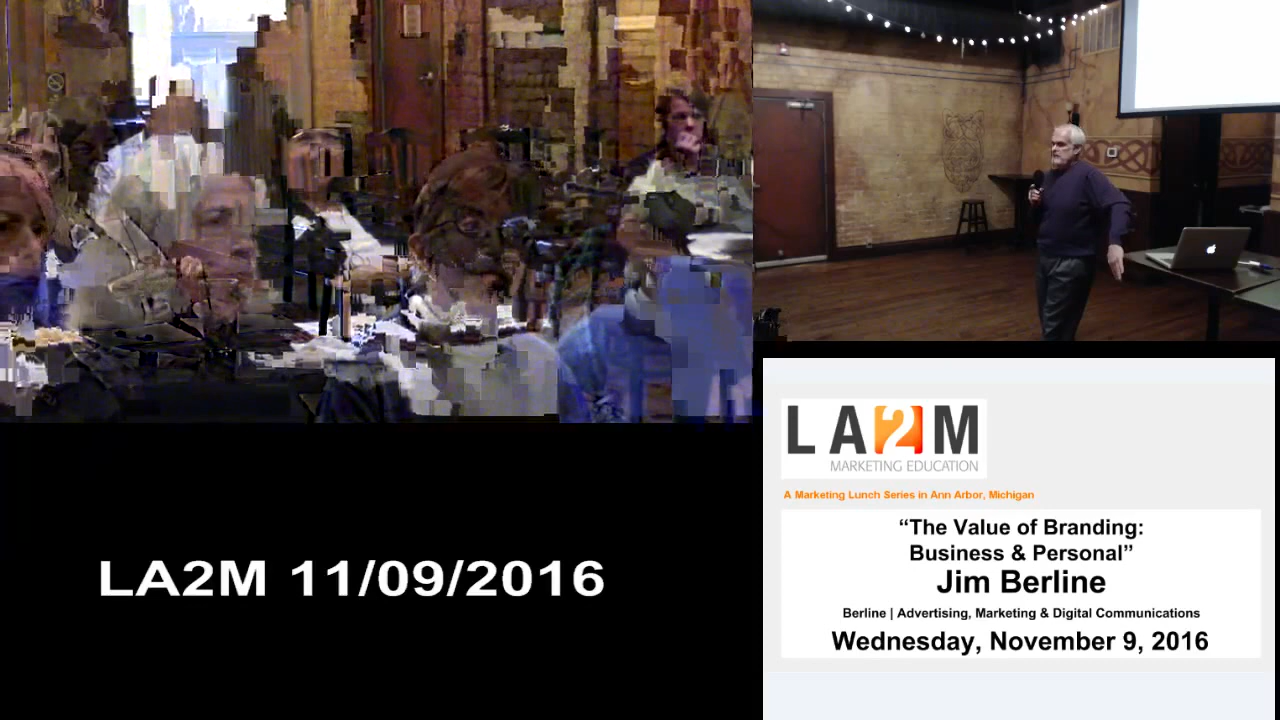 LA2M 11/09/2016
LA2M
MARKETING EDUCATION
A Marketing Lunch Series in Ann Arbor, Michigan
“The Value of Branding:
Business & Personal”
Jim Berline
Berline | Advertising, Marketing & Digital Communications
Wednesday, November 9, 2016